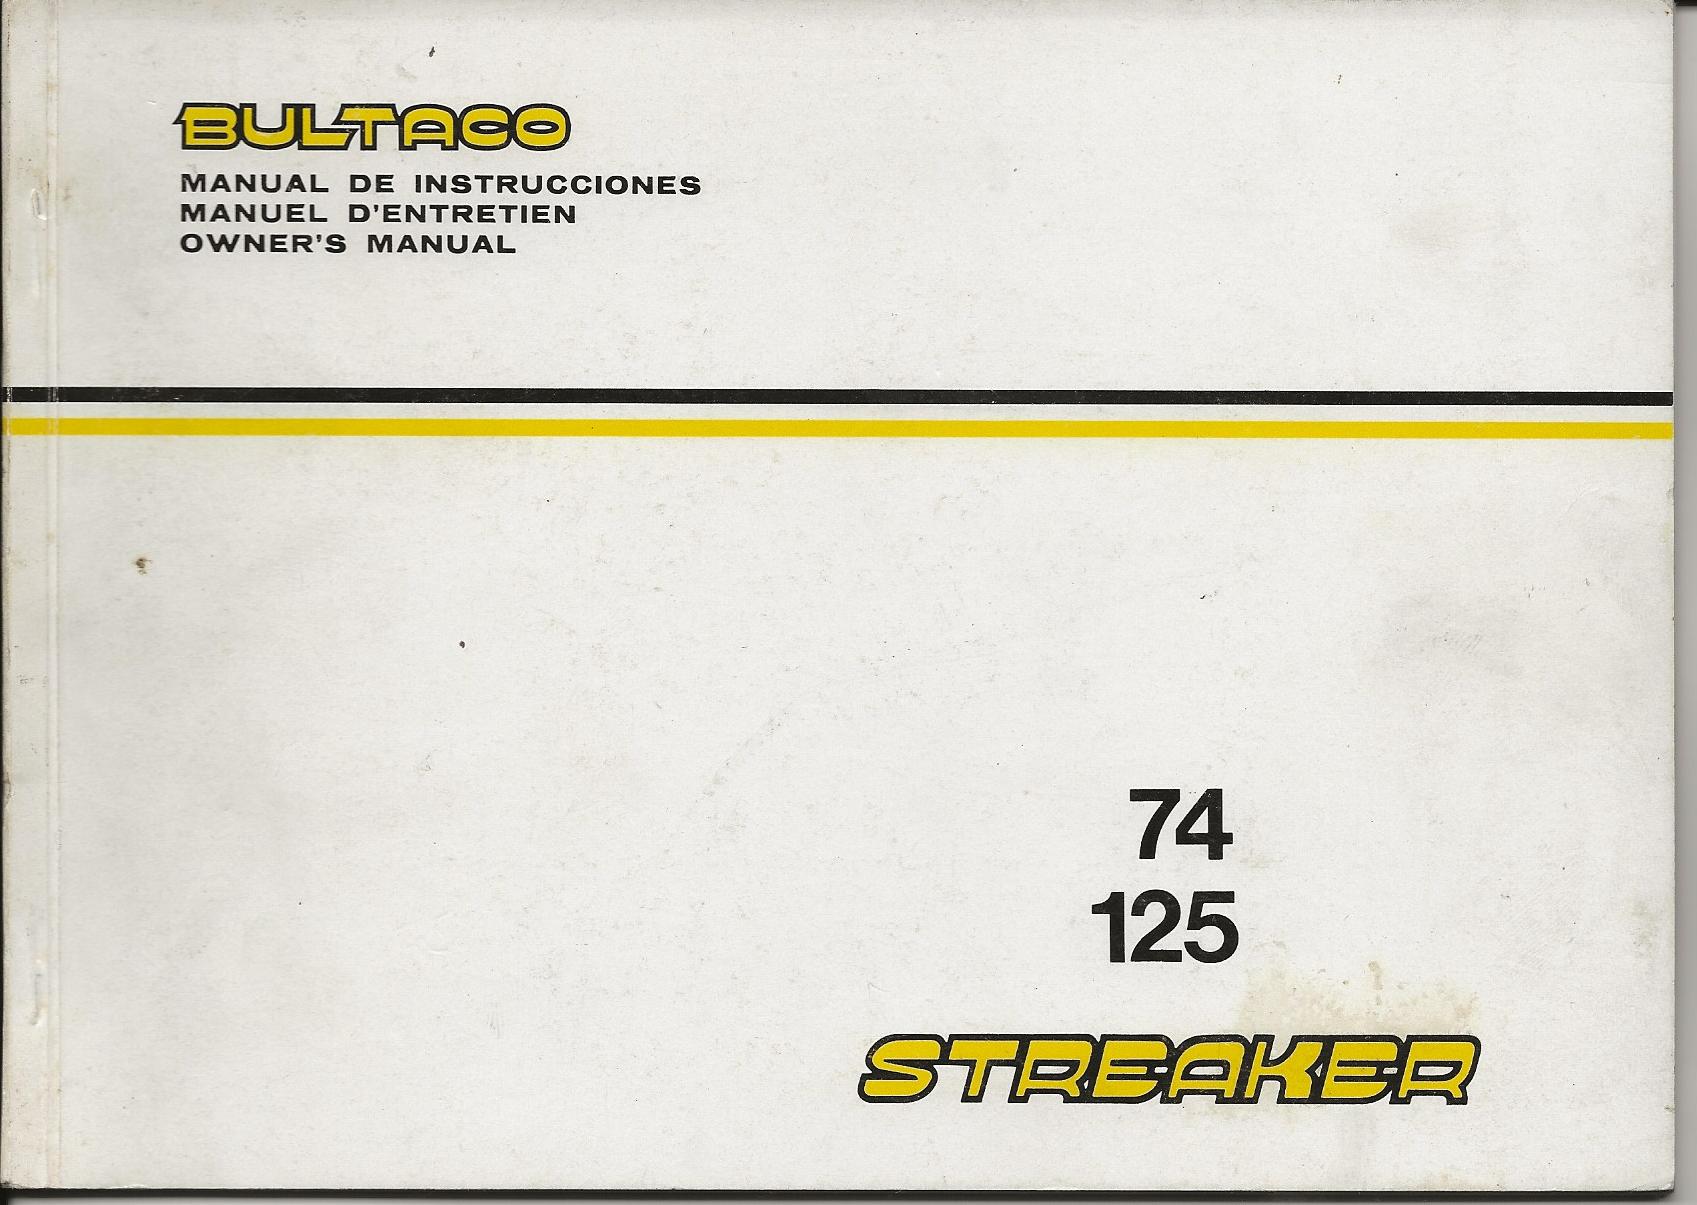 BULTACO
MANUAL DE INSTRUCCIONES
MANUEL D'ENTRETIEN
OWNER'S MANUAL
74
125
STREAKER